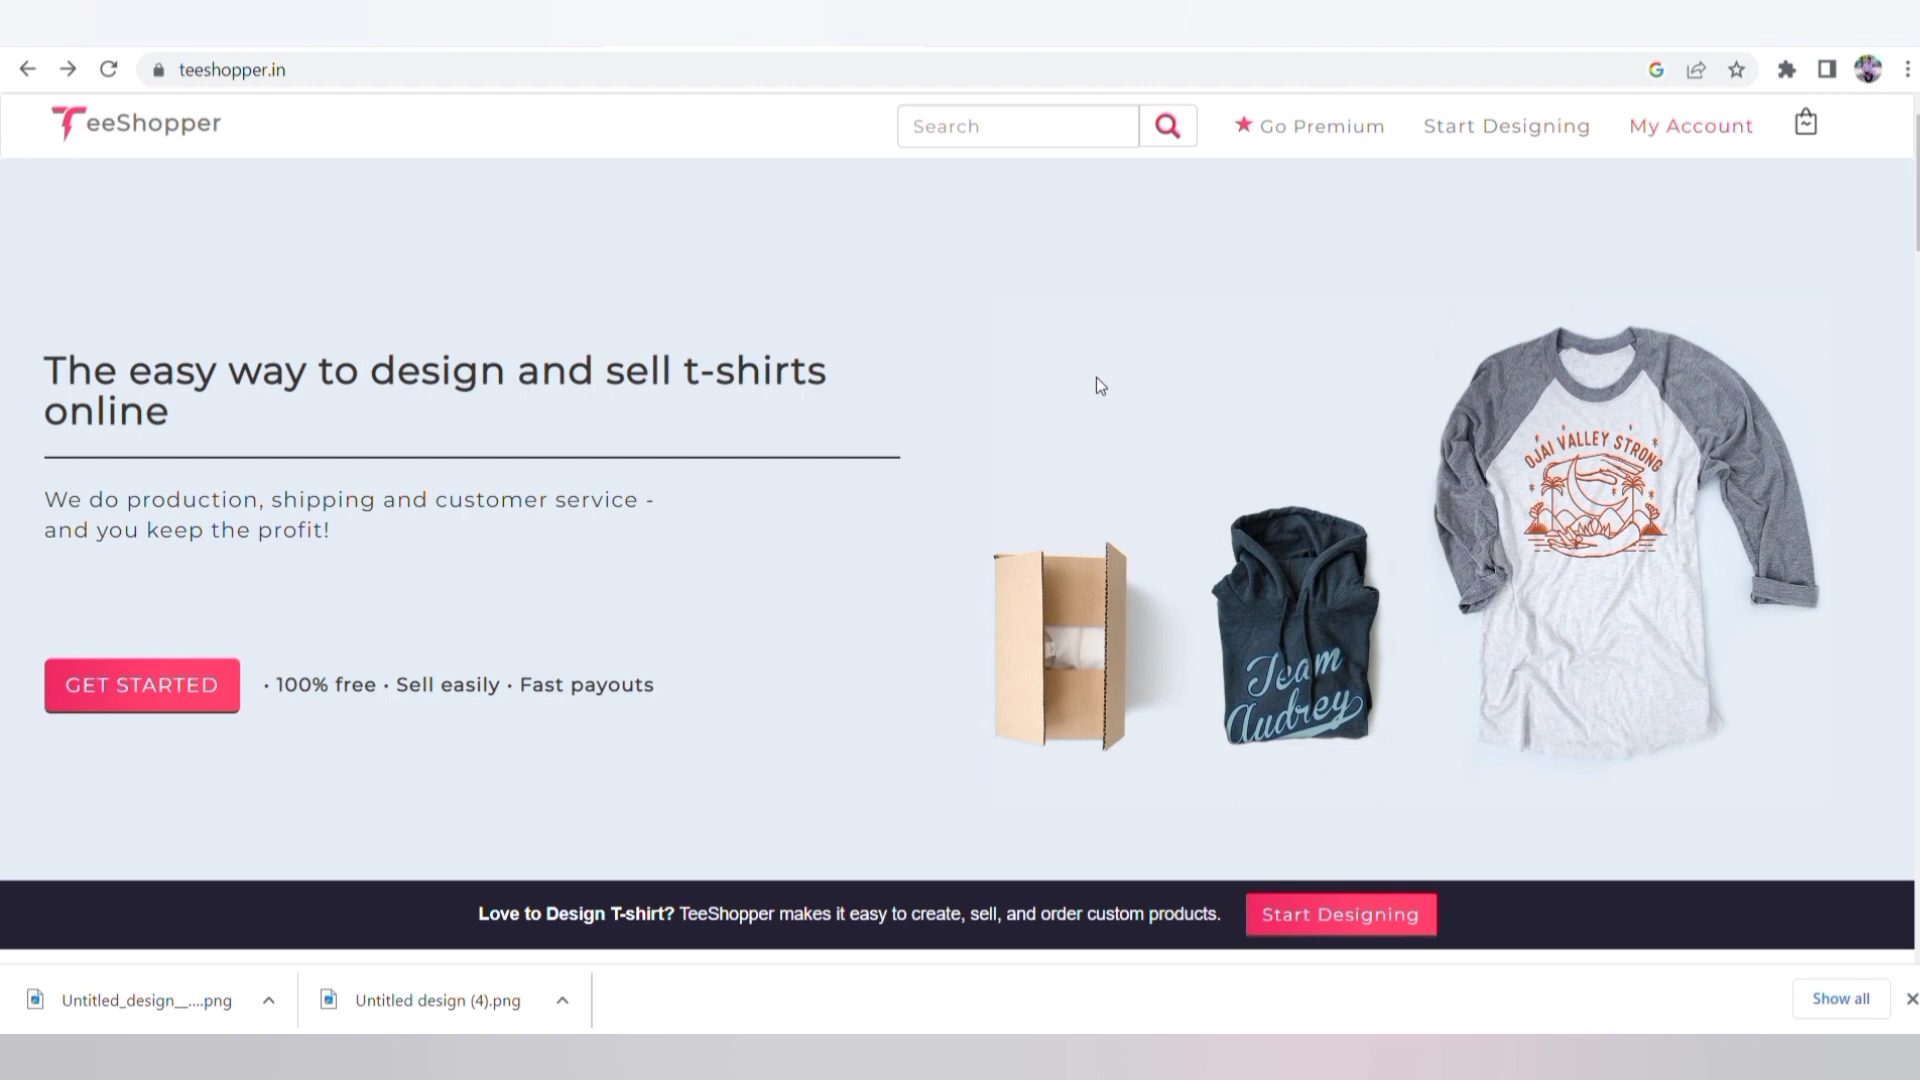 teeshopper.in
TeeShopper
Search
Go Premium
Start Designing
My Account
The easy way to design and sell t-shirts
online
We do production, shipping and customer service -
and you keep the profit!
GET STARTED
· 100% free · Sell easily · Fast payouts
OJAI VALLEY STRONG
Team
Audrey
Love to Design T-shirt? TeeShopper makes it easy to create, sell, and order custom products.
Start Designing
Untitled_design__....png
Untitled design (4).png
Show all